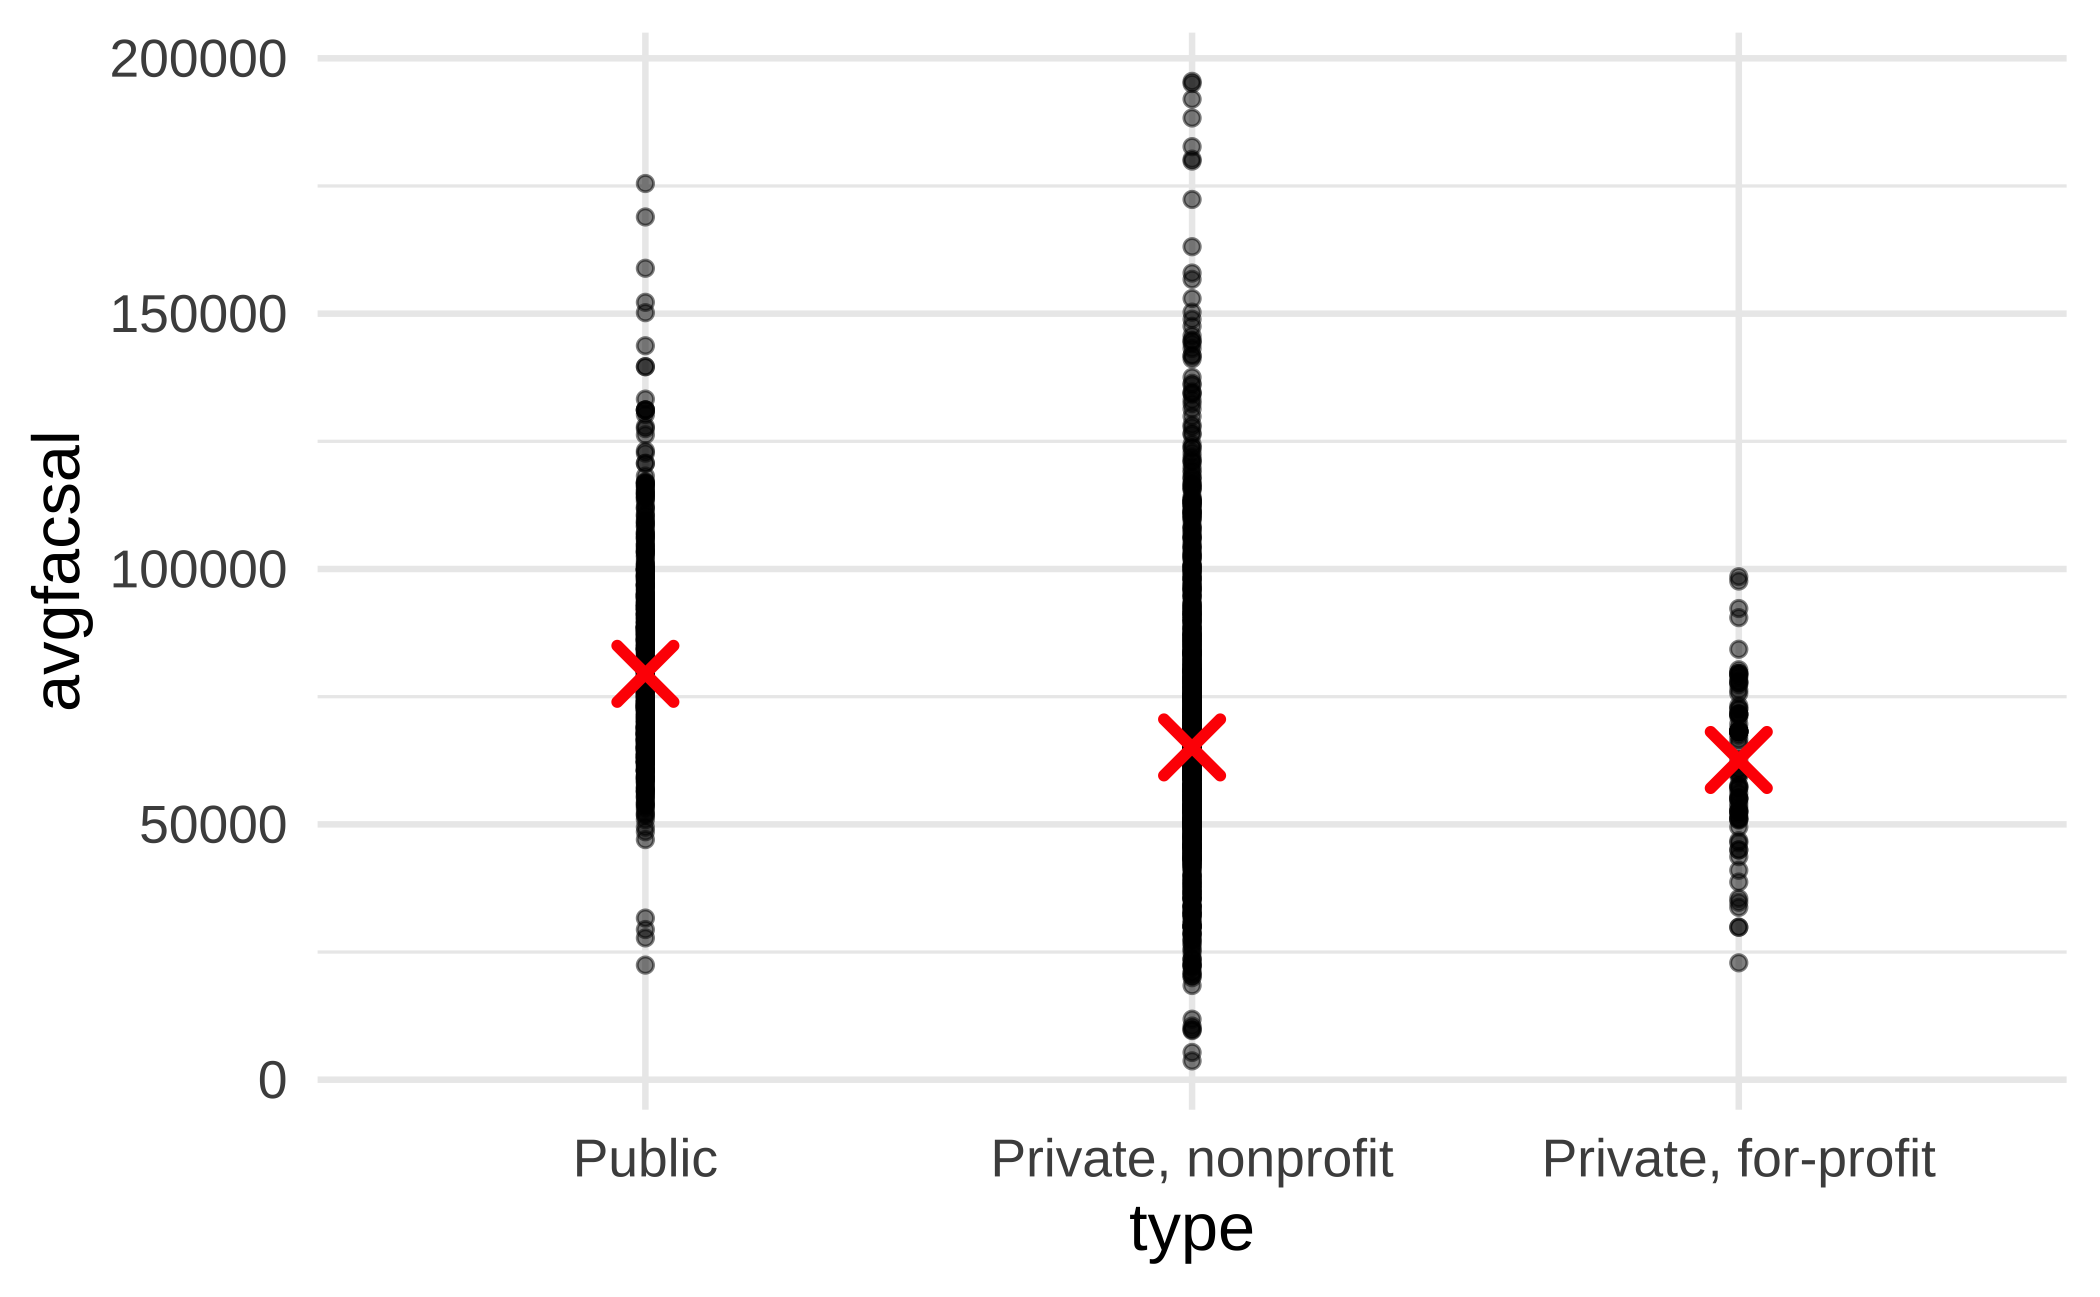 200000
150000
100000
50000
0
avgfacsal
Public
Private, nonprofit
Private, for-profit
type